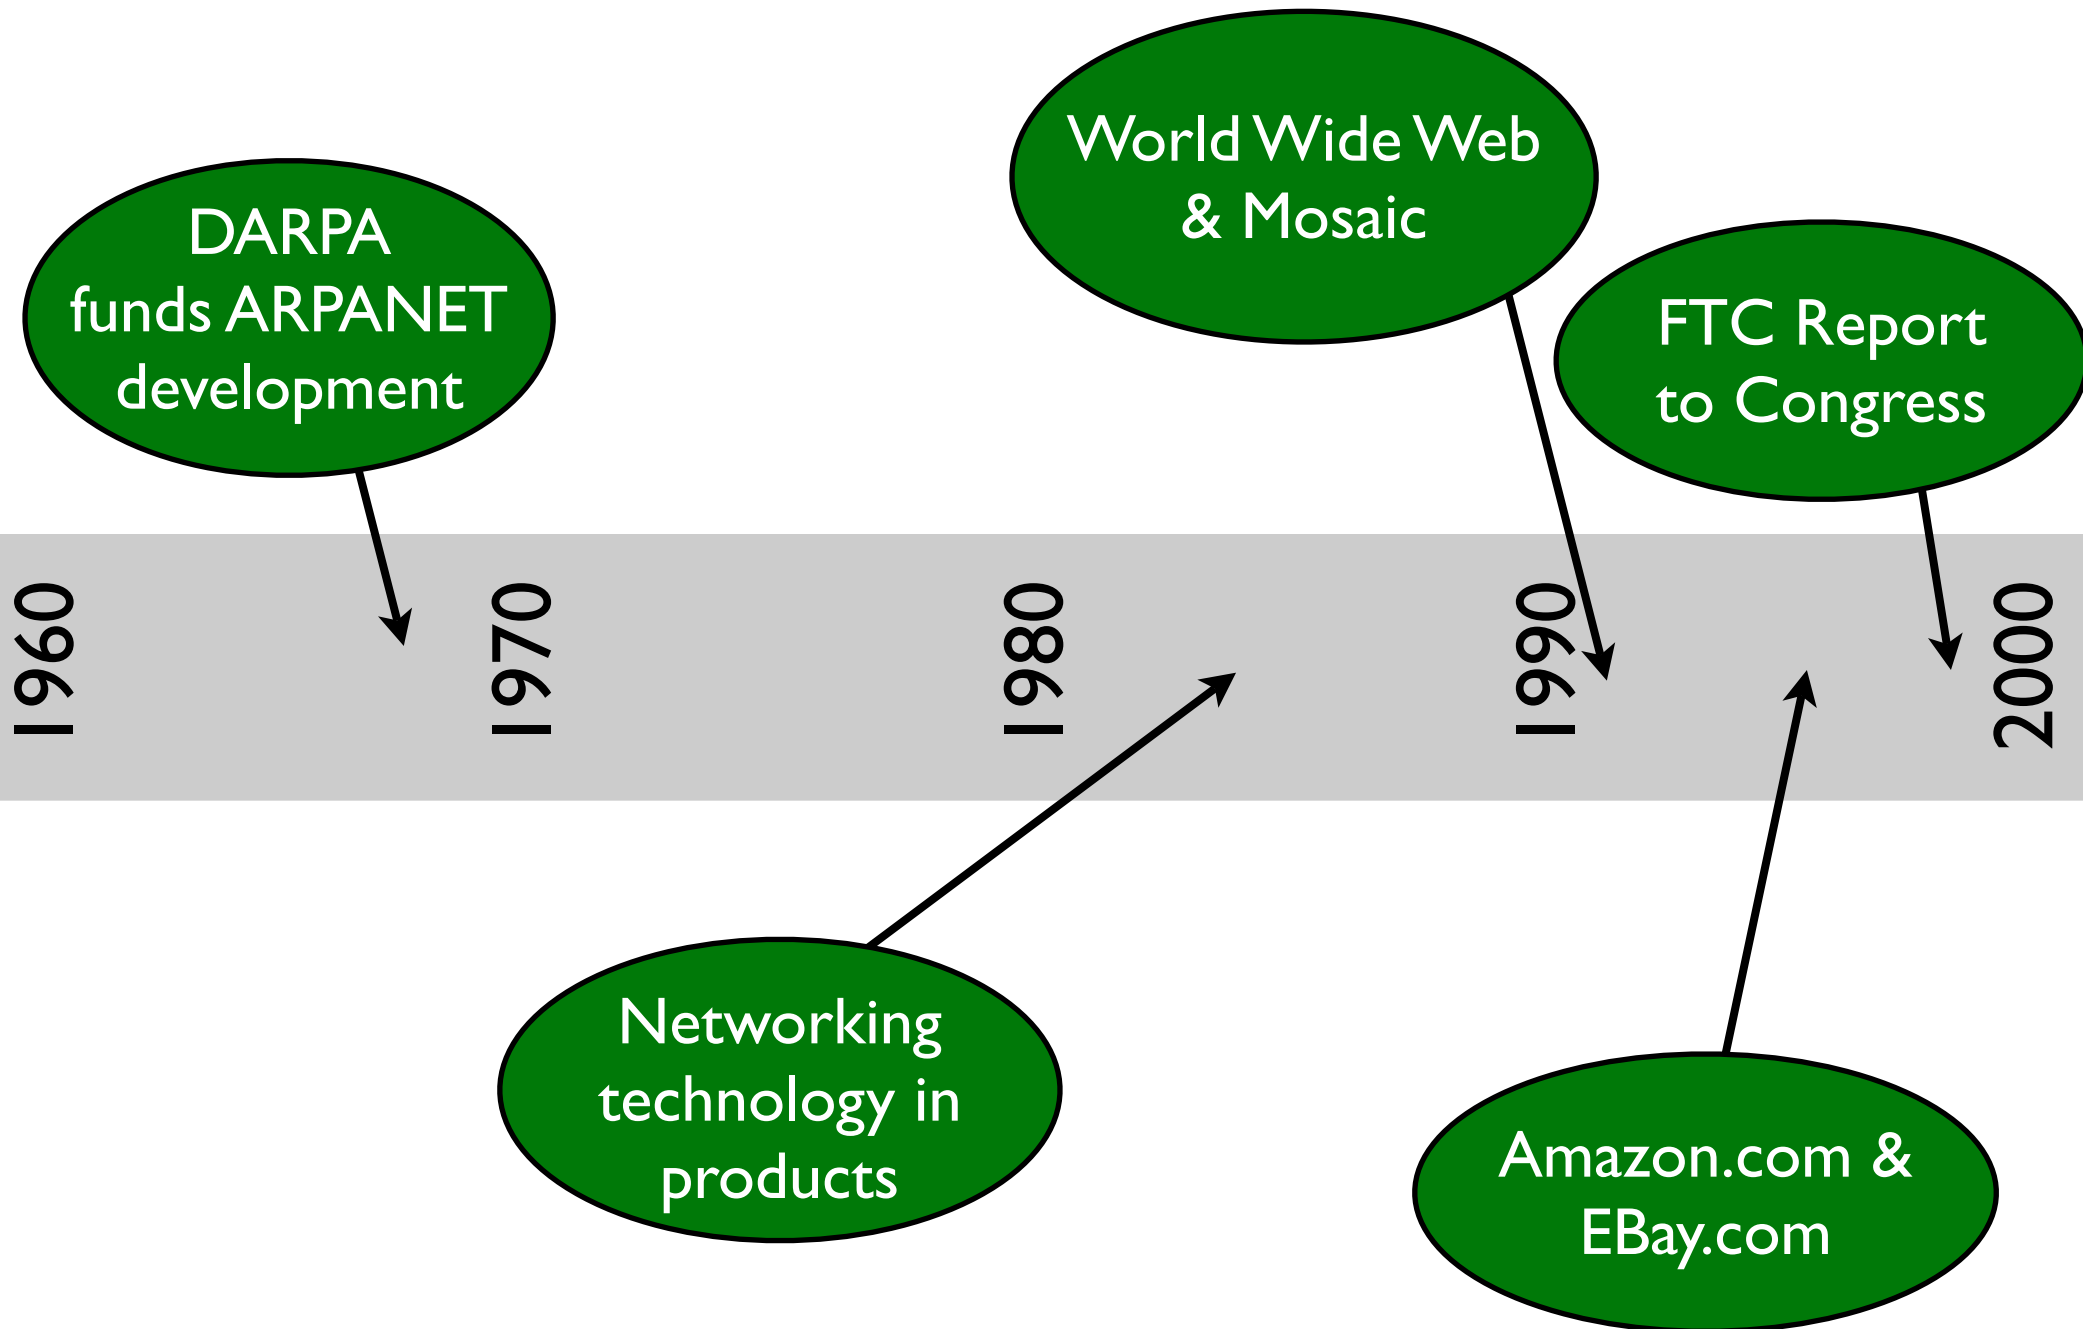 World Wide Web
& Mosaic
DARPA
funds ARPANET
development
FTC Report
to Congress
1960
1970
1980
1990
2000
Networking
technology in
products
Amazon.com &
EBay.com